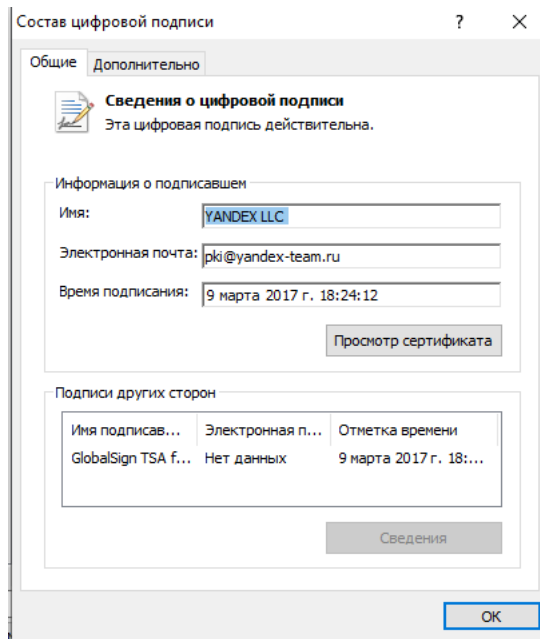 Состав цифровой подписи
Общие Дополнительно
Сведения о цифровой подписи
Эта цифровая подпись действительна.
Информация о подписавшем
Имя: YANDEX LLC
Электронная почта: pki@yandex-team.ru
Время подписания: 9 марта 2017 г. 18:24:12
Просмотр сертификата
Подписи других сторон
Имя подписав... Электронная п... Отметка времени
GlobalSign TSA f... Нет данных 9 марта 2017 г. 18:...
Сведения
ОК